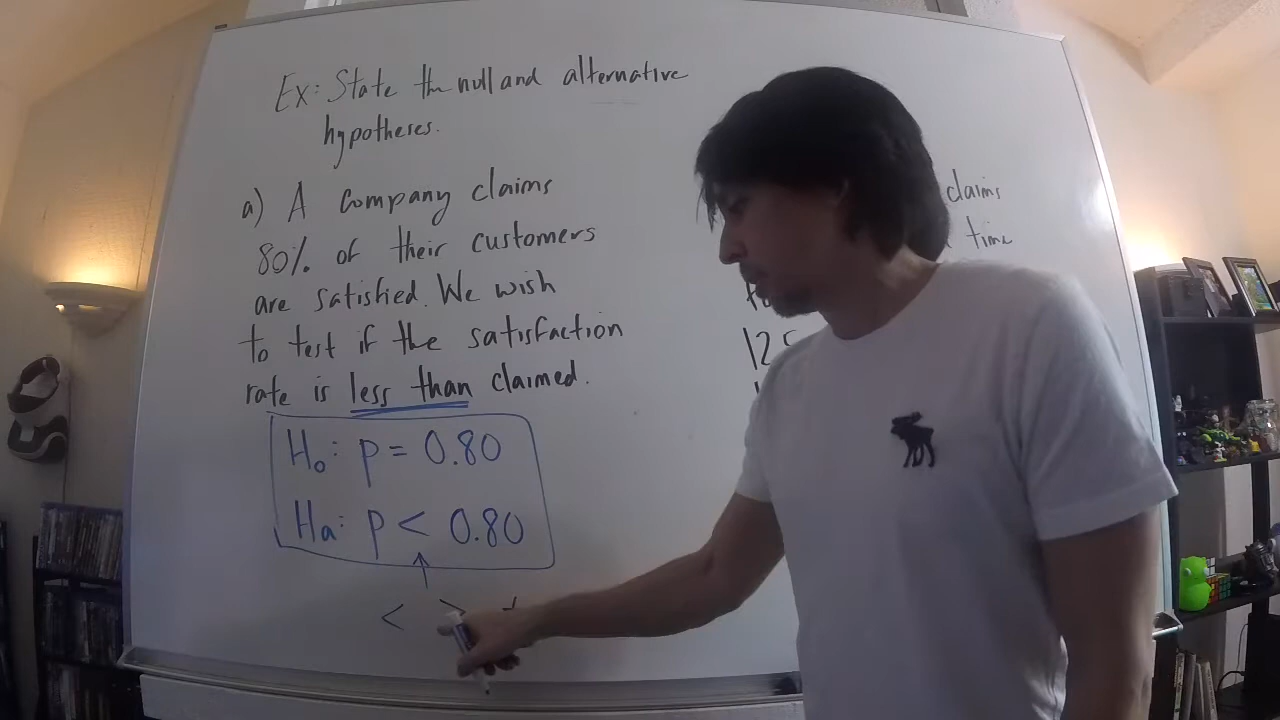 Ex: State the null and alternative
hypotheses.
a) A company claims
80% of their customers
are satisfied. We wish
to test if the satisfaction
rate is less than claimed.
H₀: p = 0.80
Ha: p < 0.80
< >
claims
time